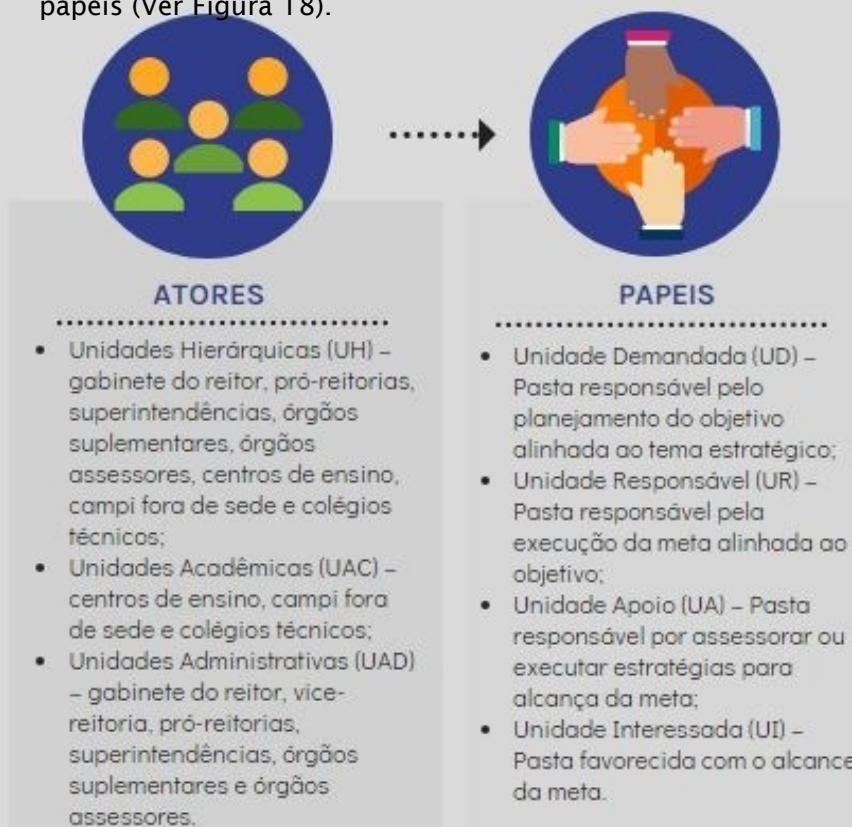 papéis (Ver Figura 18).
ATORES
• Unidades Hierárquicas (UH) –
gabinete do reitor, pró-reitorias,
superintendências, órgãos
suplementares, órgãos
assessores, centros de ensino,
campi fora de sede e colégios
técnicos;
• Unidades Acadêmicas (UAC) –
centros de ensino, campi fora
de sede e colégios técnicos;
• Unidades Administrativas (UAD)
– gabinete do reitor, vice-
reitoria, pró-reitorias,
superintendências, órgãos
suplementares e órgãos
assessores.
PAPEIS
• Unidade Demandada (UD) –
Pasta responsável pelo
planejamento do objetivo
alinhada ao tema estratégico;
• Unidade Responsável (UR) –
Pasta responsável pela
execução da meta alinhada ao
objetivo;
• Unidade Apoio (UA) – Pasta
responsável por assessorar ou
executar estratégias para
alcança da meta;
• Unidade Interessada (UI) –
Pasta favorecida com o alcance
da meta.